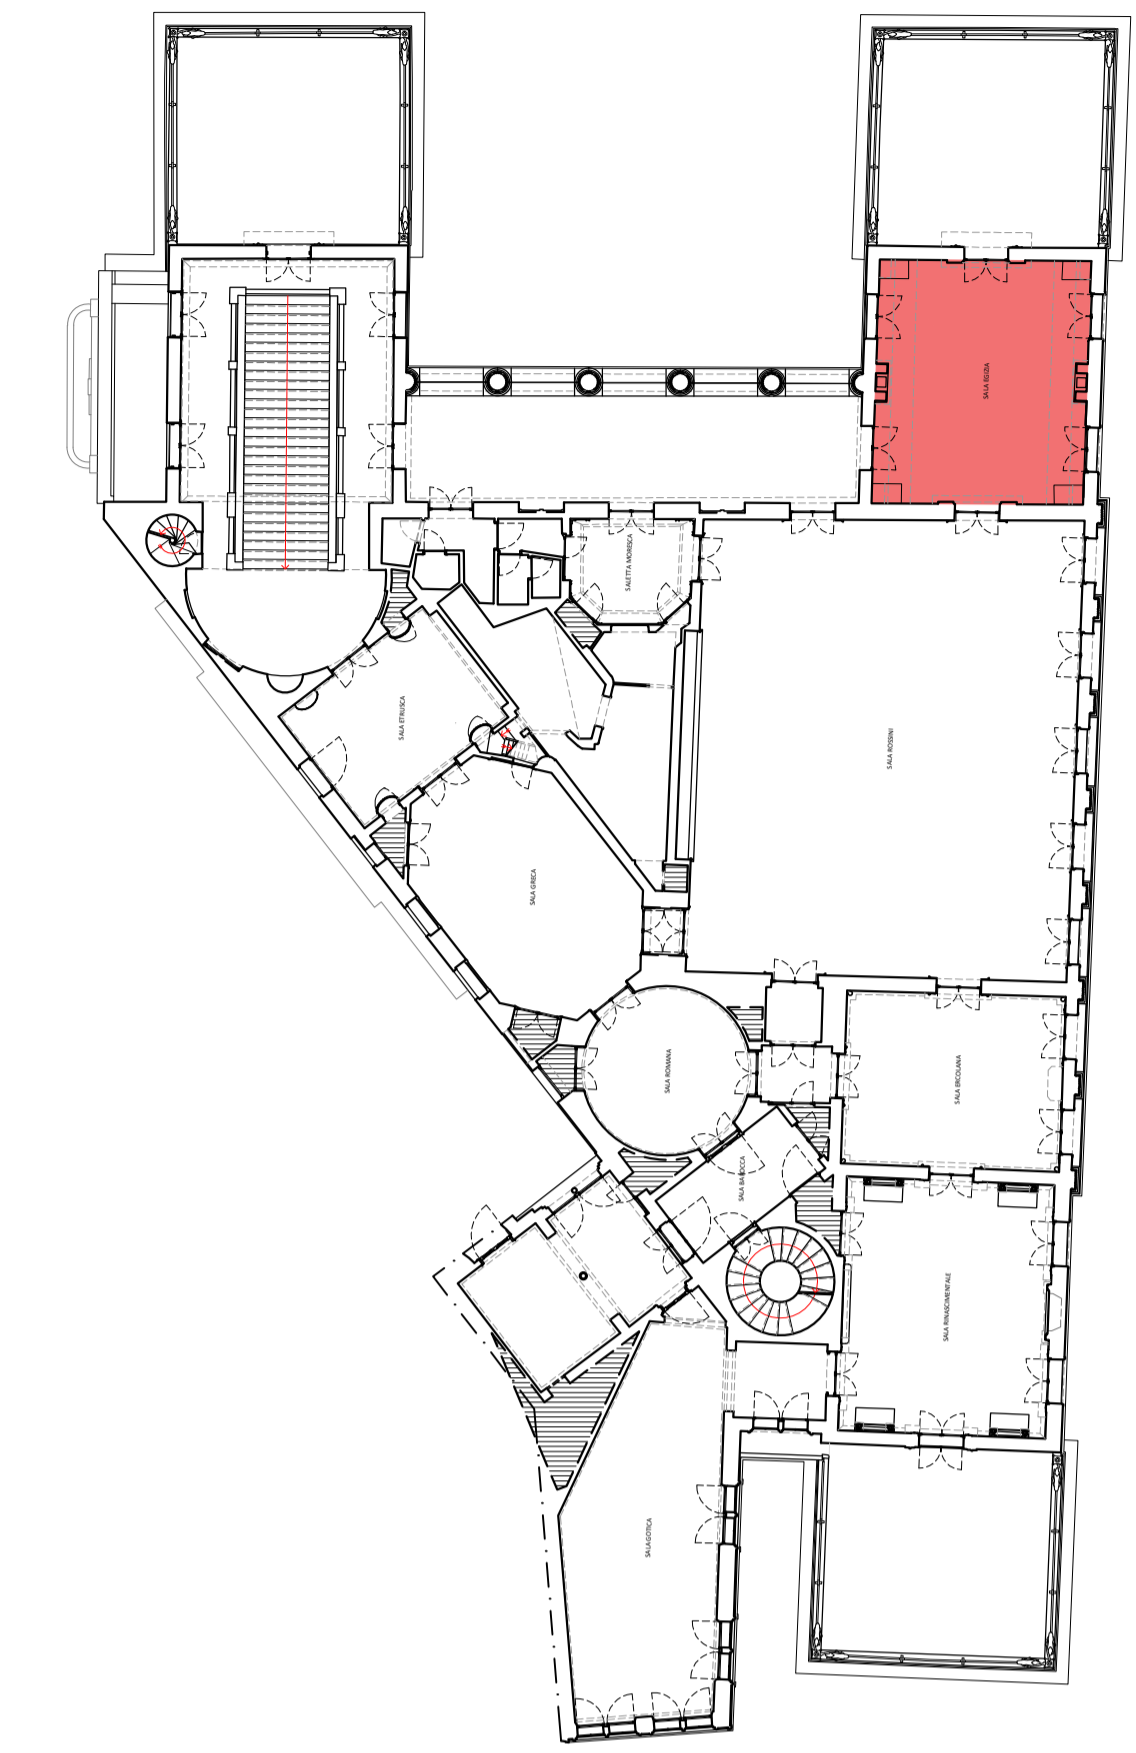 SALA EGIZIA
SALETTA MORESCA
SALA ETRUSCA
SALA ROSSINI
SALA GRECA
SALA ROMANA
SALA ERCOLANA
SALA BAROCCA
SALA RINASCIMENTALE
SALA GOTICA